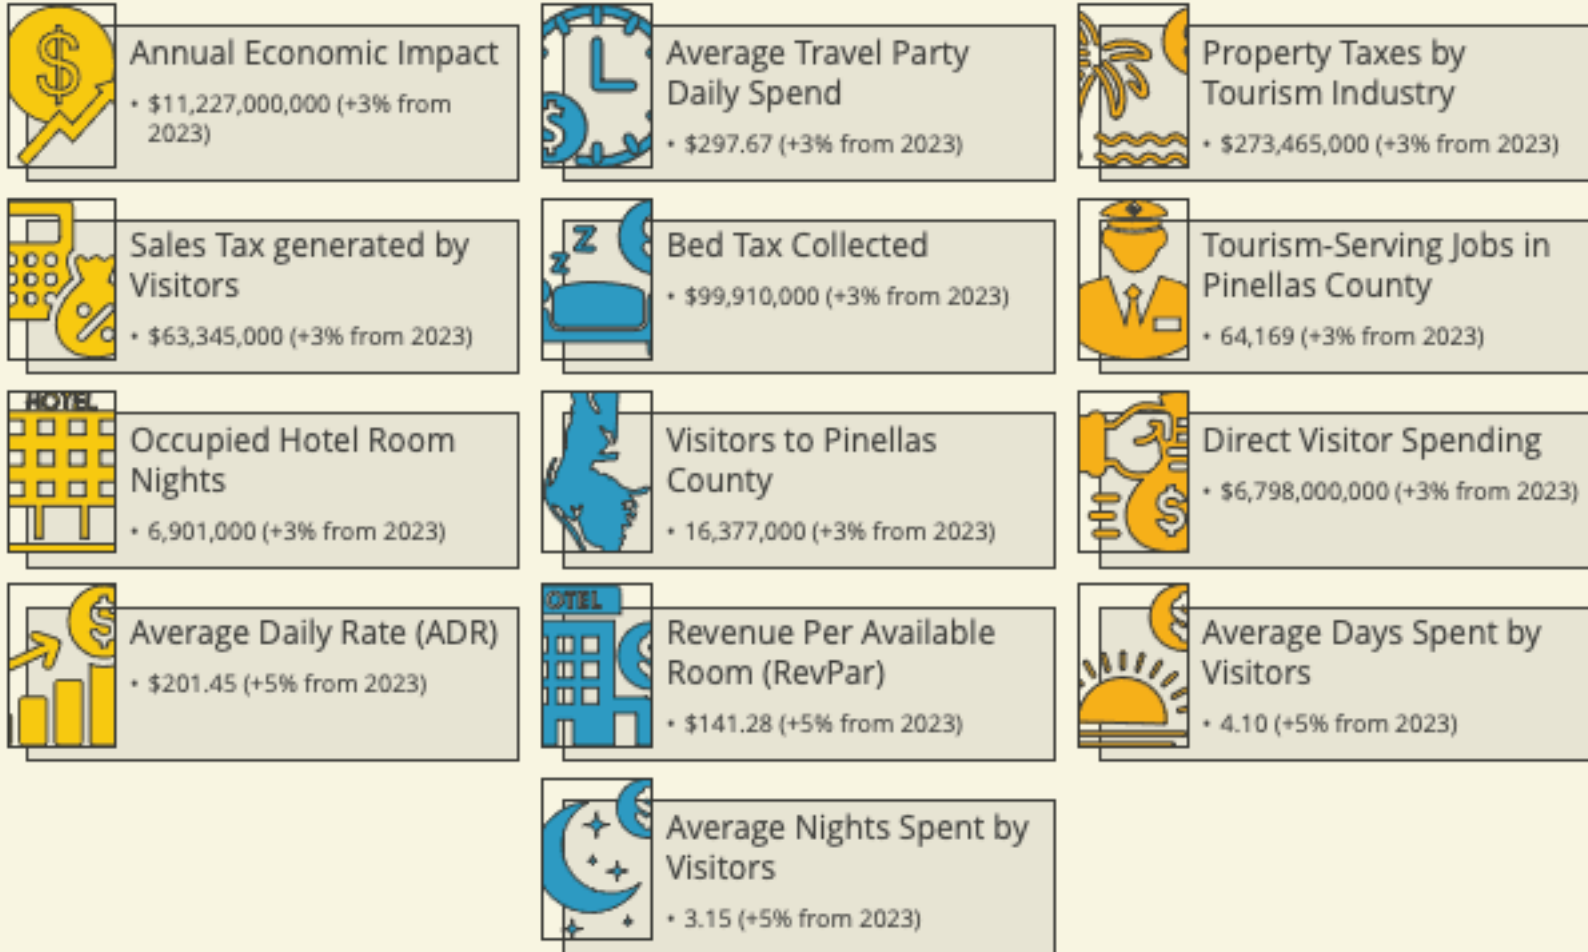 Annual Economic Impact
• $11,227,000,000 (+3% from
2023)
Average Travel Party
Daily Spend
• $297.67 (+3% from 2023)
Property Taxes by
Tourism Industry
• $273,465,000 (+3% from 2023)
Sales Tax generated by
Visitors
• $63,345,000 (+3% from 2023)
Bed Tax Collected
• $99,910,000 (+3% from 2023)
Tourism-Serving Jobs in
Pinellas County
• 64,169 (+3% from 2023)
HOTEL
Occupied Hotel Room
Nights
• 6,901,000 (+3% from 2023)
Visitors to Pinellas
County
• 16,377,000 (+3% from 2023)
Direct Visitor Spending
• $6,798,000,000 (+3% from 2023)
Average Daily Rate (ADR)
• $201.45 (+5% from 2023)
OTEL
Revenue Per Available
Room (RevPar)
• $141.28 (+5% from 2023)
Average Days Spent by
Visitors
• 4.10 (+5% from 2023)
Average Nights Spent by
Visitors
• 3.15 (+5% from 2023)